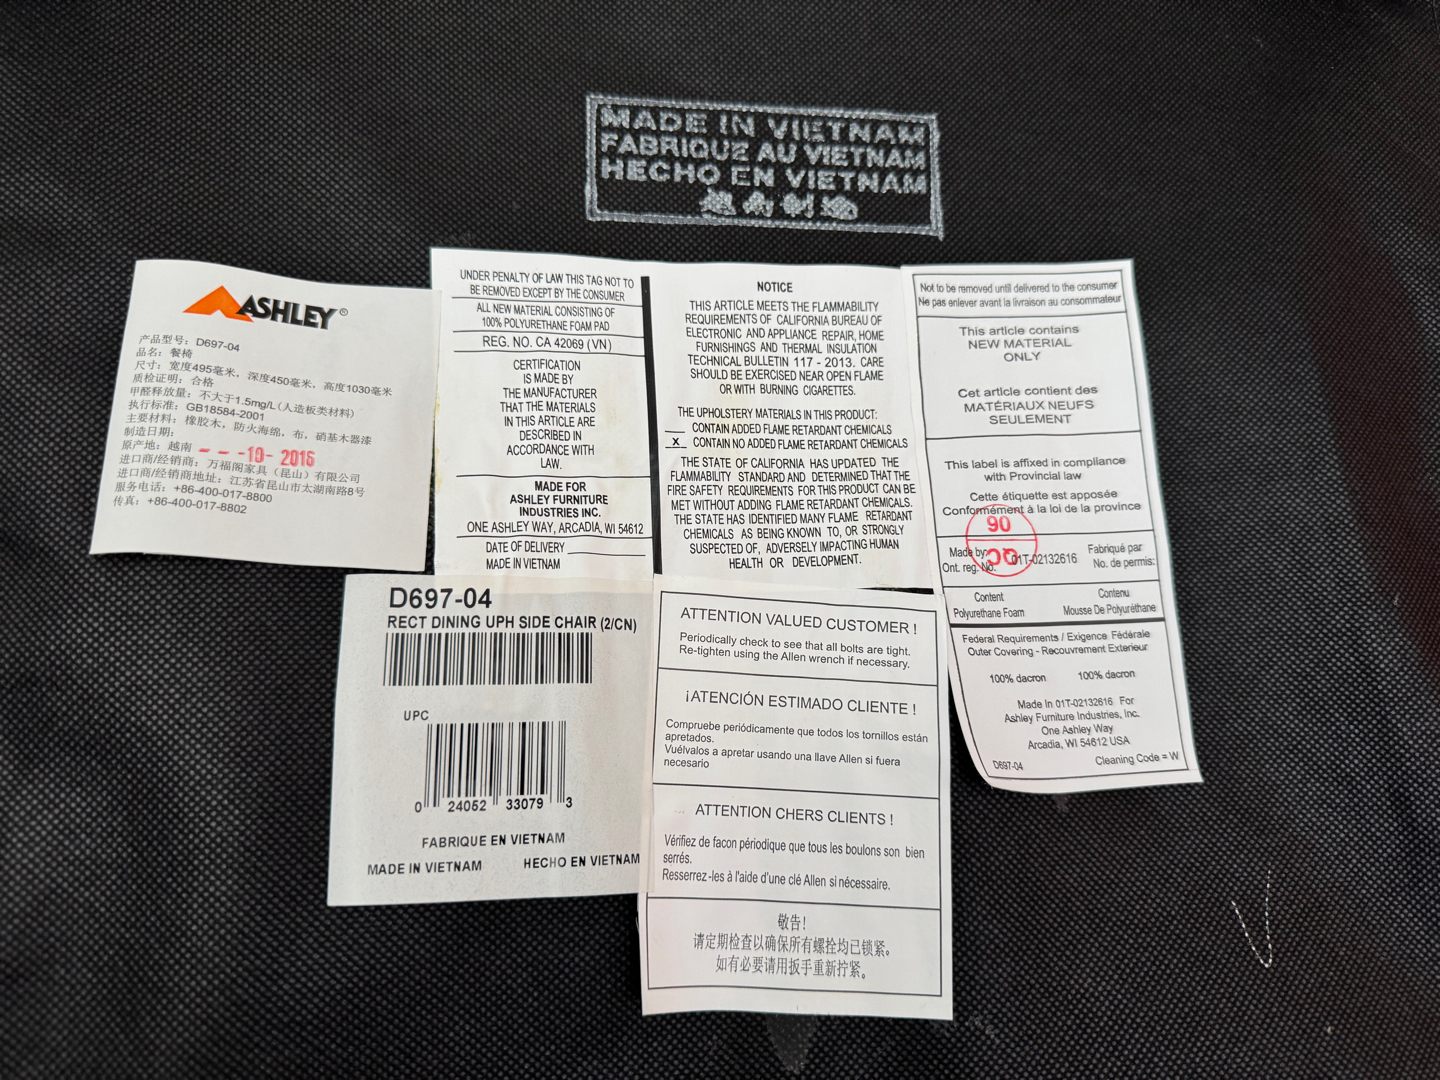 MADE IN VIETNAM
FABRIQUE AU VIETNAM
HECHO EN VIETNAM
ASHLEY®
产品型号：D697-04
品名：餐椅
尺寸：宽度495毫米，深度450毫米，高度1030毫米
质检证明：合格
甲醛释放量：不大于1.5mg/L(人造板类材料)
执行标准：GB18584-2001
主要材料：橡胶木，防火海绵，布，硝基木器漆
制造日期：
- - -10- 2016
原产地：越南
进口商/经销商：万福阁家具（昆山）有限公司
进口商/经销商地址：江苏省昆山市太湖南路8号
服务电话：+86-400-017-8800
传真：+86-400-017-8802
UNDER PENALTY OF LAW THIS TAG NOT TO
BE REMOVED EXCEPT BY THE CONSUMER
ALL NEW MATERIAL CONSISTING OF
100% POLYURETHANE FOAM PAD
REG. NO. CA 42069 (VN)
CERTIFICATION
IS MADE BY
THE MANUFACTURER
THAT THE MATERIALS
IN THIS ARTICLE ARE
DESCRIBED IN
ACCORDANCE WITH
LAW.
MADE FOR
ASHLEY FURNITURE
INDUSTRIES INC.
ONE ASHLEY WAY, ARCADIA, WI 54612
DATE OF DELIVERY
MADE IN VIETNAM
NOTICE
THIS ARTICLE MEETS THE FLAMMABILITY
REQUIREMENTS OF CALIFORNIA BUREAU OF
ELECTRONIC AND APPLIANCE REPAIR, HOME
FURNISHINGS AND THERMAL INSULATION
TECHNICAL BULLETIN 117 - 2013. CARE
SHOULD BE EXERCISED NEAR OPEN FLAME
OR WITH BURNING CIGARETTES.
THE UPHOLSTERY MATERIALS IN THIS PRODUCT:
___ CONTAIN ADDED FLAME RETARDANT CHEMICALS
_X_ CONTAIN NO ADDED FLAME RETARDANT CHEMICALS
THE STATE OF CALIFORNIA HAS UPDATED THE
FLAMMABILITY STANDARD AND DETERMINED THAT THE
FIRE SAFETY REQUIREMENTS FOR THIS PRODUCT CAN BE
MET WITHOUT ADDING FLAME RETARDANT CHEMICALS.
THE STATE HAS IDENTIFIED MANY FLAME RETARDANT
CHEMICALS AS BEING KNOWN TO, OR STRONGLY
SUSPECTED OF, ADVERSELY IMPACTING HUMAN
HEALTH OR DEVELOPMENT.
Not to be removed until delivered to the consumer
Ne pas enlever avant la livraison au consommateur
This article contains
NEW MATERIAL
ONLY
Cet article contient des
MATÉRIAUX NEUFS
SEULEMENT
This label is affixed in compliance
with Provincial law
Cette étiquette est apposée
Conformément à la loi de la province
90
QC
Made by: Fabriqué par
Ont. reg. No. 01T-02132616 No. de permis:
Content Contenu
Polyurethane Foam Mousse De Polyuréthane
Federal Requirements / Exigence Fédérale
Outer Covering - Recouvrement Exterieur
100% dacron 100% dacron
Made In 01T-02132616 For
Ashley Furniture Industries, Inc.
One Ashley Way
Arcadia, WI 54612 USA
D697-04 Cleaning Code = W
D697-04
RECT DINING UPH SIDE CHAIR (2/CN)
UPC
0 24052 33079 3
FABRIQUE EN VIETNAM
MADE IN VIETNAM HECHO EN VIETNAM
ATTENTION VALUED CUSTOMER !
Periodically check to see that all bolts are tight.
Re-tighten using the Allen wrench if necessary.
¡ATENCIÓN ESTIMADO CLIENTE !
Compruebe periódicamente que todos los tornillos están
apretados.
Vuélvalos a apretar usando una llave Allen si fuera
necesario
ATTENTION CHERS CLIENTS !
Vérifiez de facon périodique que tous les boulons son bien
serrés.
Resserrez-les à l'aide d'une clé Allen si nécessaire.
敬告！
请定期检查以确保所有螺拴均已锁紧。
如有必要请用扳手重新拧紧。